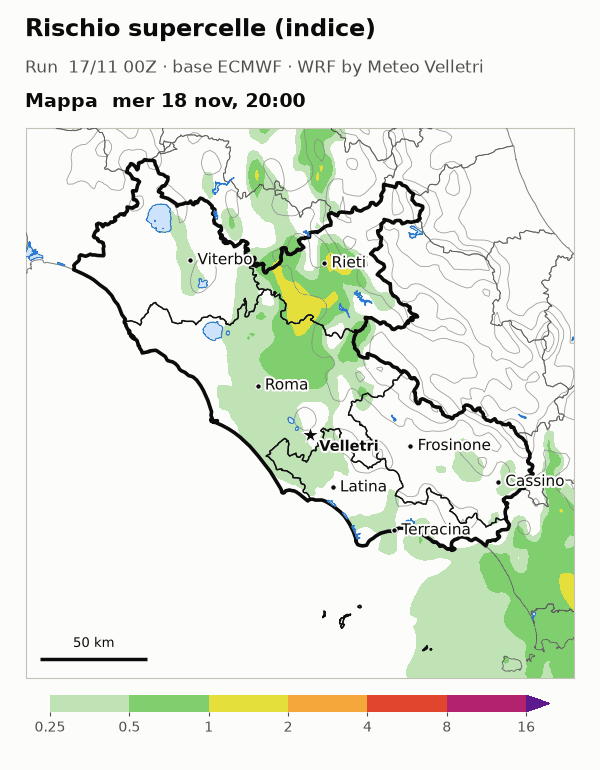 Rischio supercelle (indice)
Run 17/11 00Z · base ECMWF · WRF by Meteo Velletri
Mappa mer 18 nov, 20:00
Viterbo
Rieti
Roma
Velletri
Frosinone
Cassino
Latina
Terracina
50 km
0.25 0.5 1 2 4 8 16